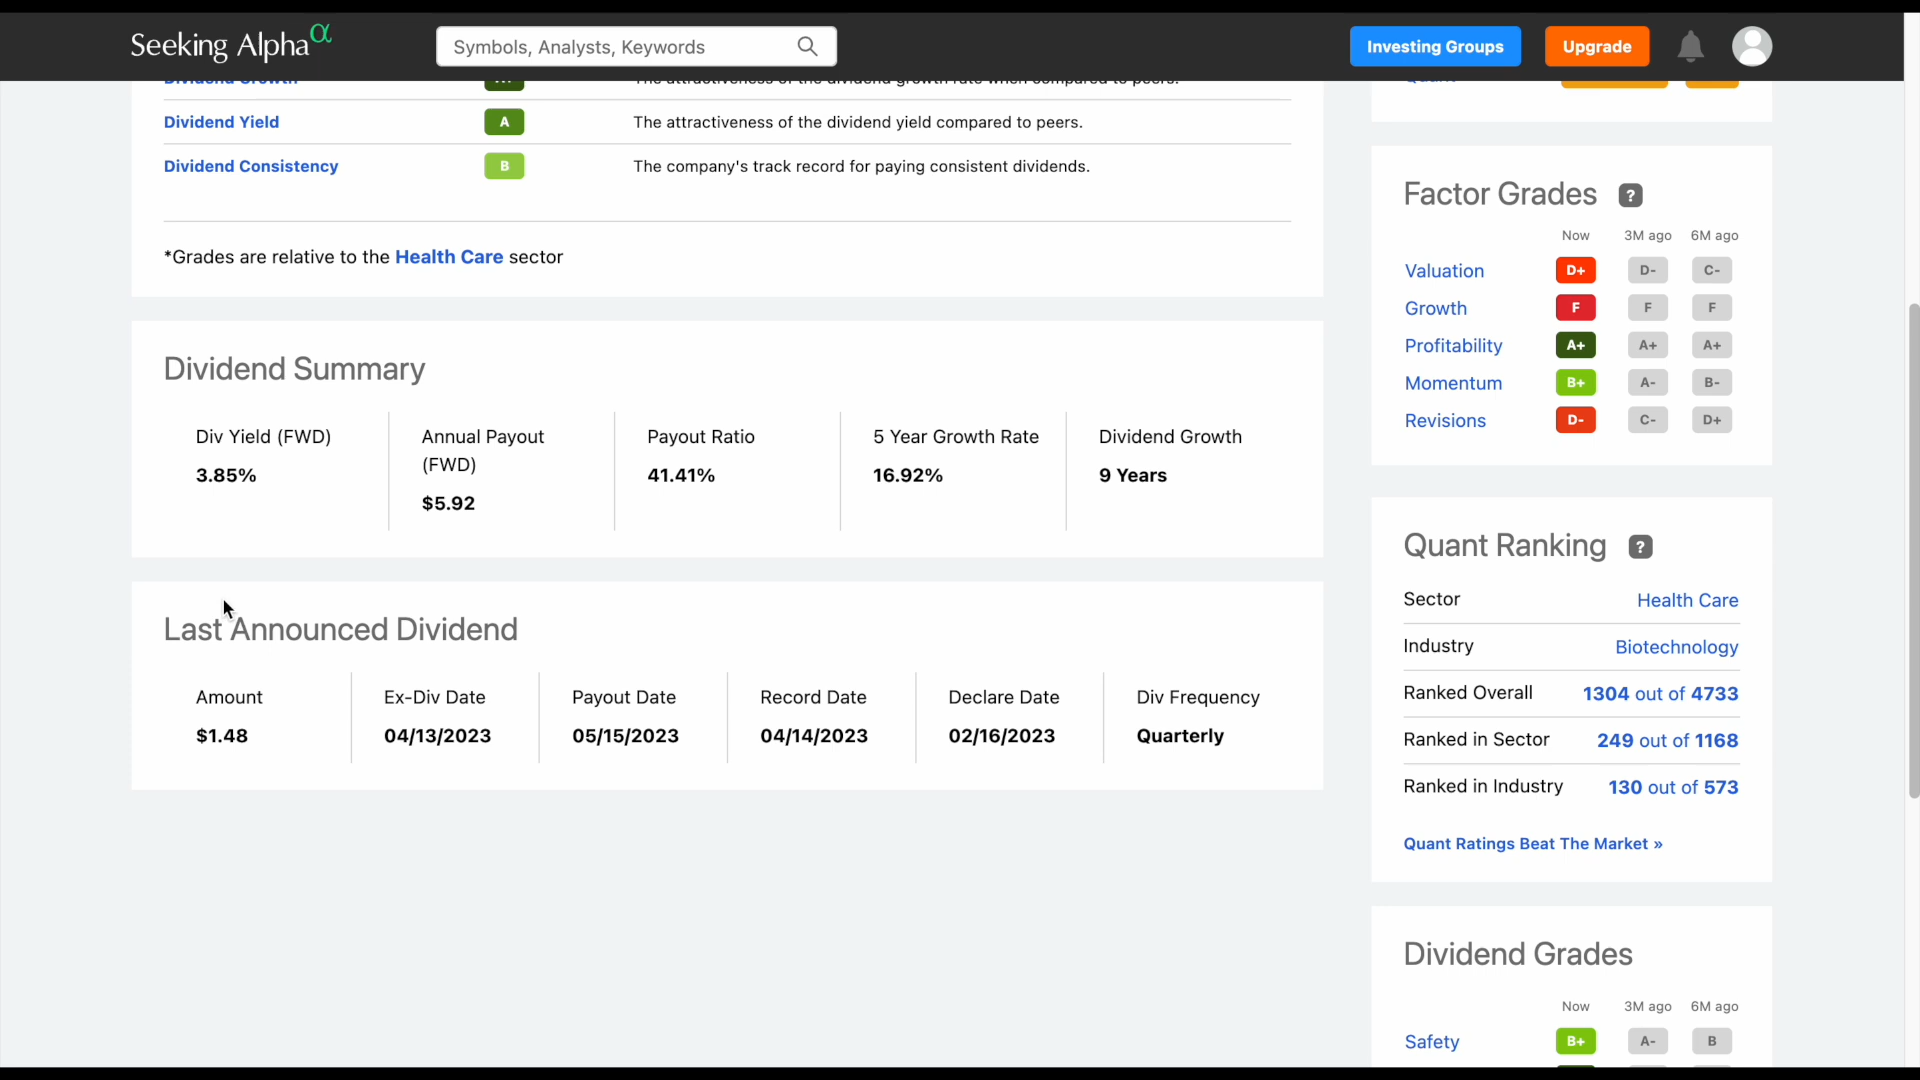 Seeking Alpha α
Symbols, Analysts, Keywords
Investing Groups
Upgrade
Dividend Yield A The attractiveness of the dividend yield compared to peers.
Dividend Consistency B The company's track record for paying consistent dividends.
*Grades are relative to the Health Care sector
Dividend Summary
Div Yield (FWD)
3.85%
Annual Payout
(FWD)
$5.92
Payout Ratio
41.41%
5 Year Growth Rate
16.92%
Dividend Growth
9 Years
Last Announced Dividend
Amount
$1.48
Ex-Div Date
04/13/2023
Payout Date
05/15/2023
Record Date
04/14/2023
Declare Date
02/16/2023
Div Frequency
Quarterly
Factor Grades ?
Now 3M ago 6M ago
Valuation D+ D- C-
Growth F F F
Profitability A+ A+ A+
Momentum B+ A- B-
Revisions D- C- D+
Quant Ranking ?
Sector Health Care
Industry Biotechnology
Ranked Overall 1304 out of 4733
Ranked in Sector 249 out of 1168
Ranked in Industry 130 out of 573
Quant Ratings Beat The Market »
Dividend Grades
Now 3M ago 6M ago
Safety B+ A- B